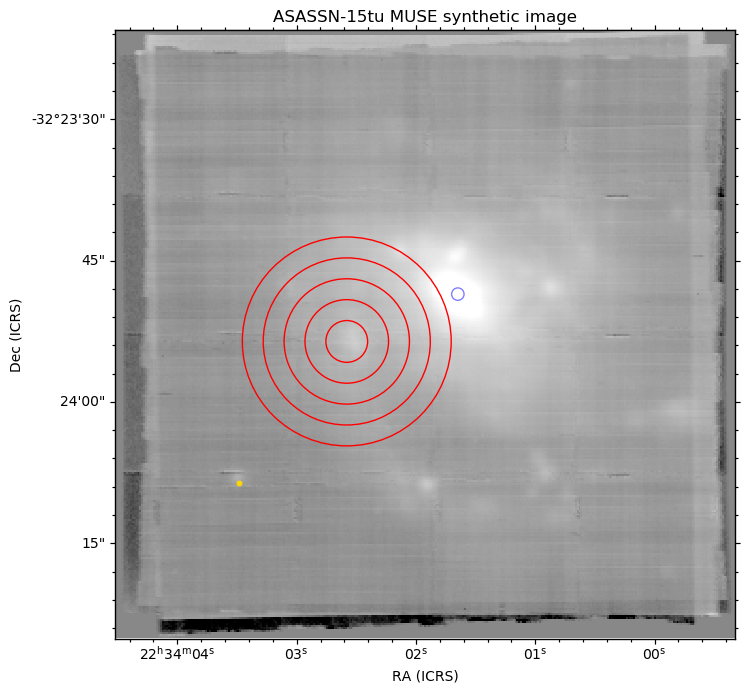 ASASSN-15tu MUSE synthetic image
-32°23'30"
45"
24'00"
15"
Dec (ICRS)
22h34m04s 03s 02s 01s 00s
RA (ICRS)